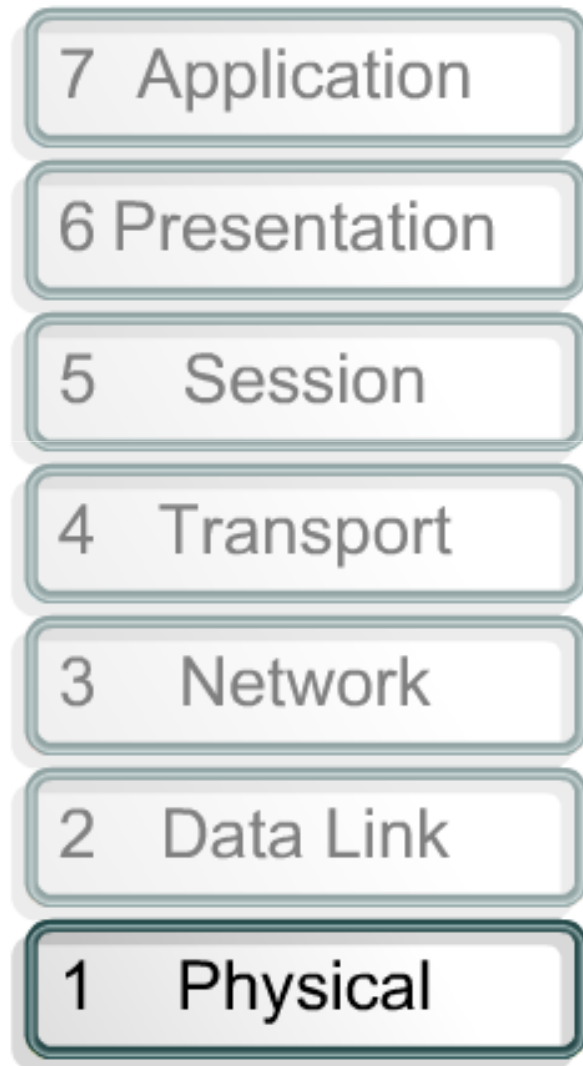 7 Application
6 Presentation
5 Session
4 Transport
3 Network
2 Data Link
1 Physical